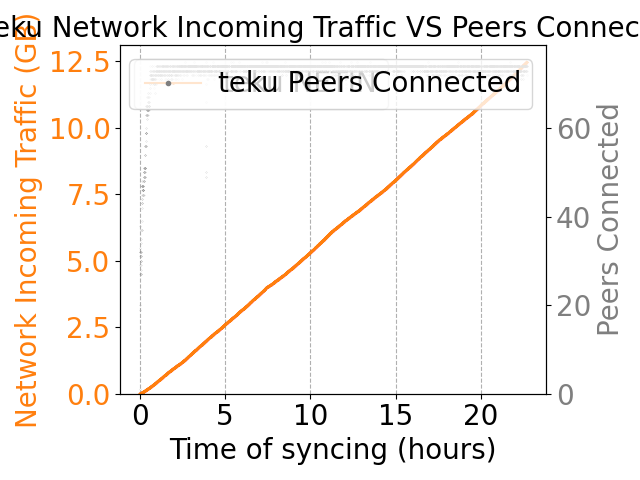 eku Network Incoming Traffic VS Peers Connec
Network Incoming Traffic (GB)
12.5
10.0
7.5
5.0
2.5
0.0
teku NETIN
teku Peers Connected
60
40
20
0
Peers Connected
0 5 10 15 20
Time of syncing (hours)